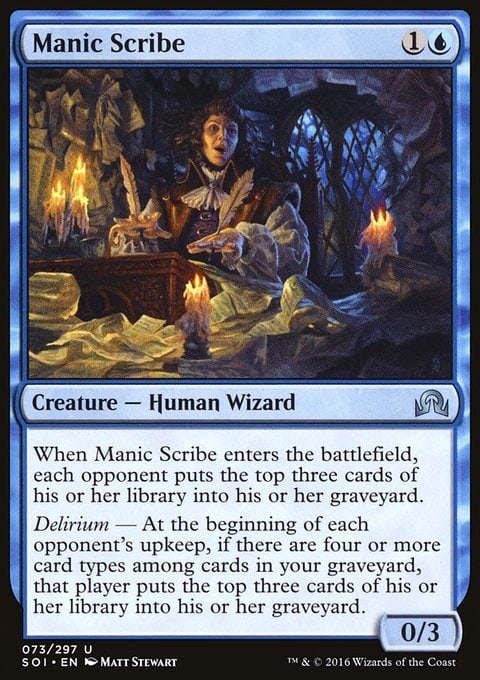 Manic Scribe 1
Creature — Human Wizard
When Manic Scribe enters the battlefield,
each opponent puts the top three cards of
his or her library into his or her graveyard.
Delirium — At the beginning of each
opponent's upkeep, if there are four or more
card types among cards in your graveyard,
that player puts the top three cards of his or
her library into his or her graveyard.
0/3
073/297 U
SOI • EN Matt Stewart
™ & © 2016 Wizards of the Coast